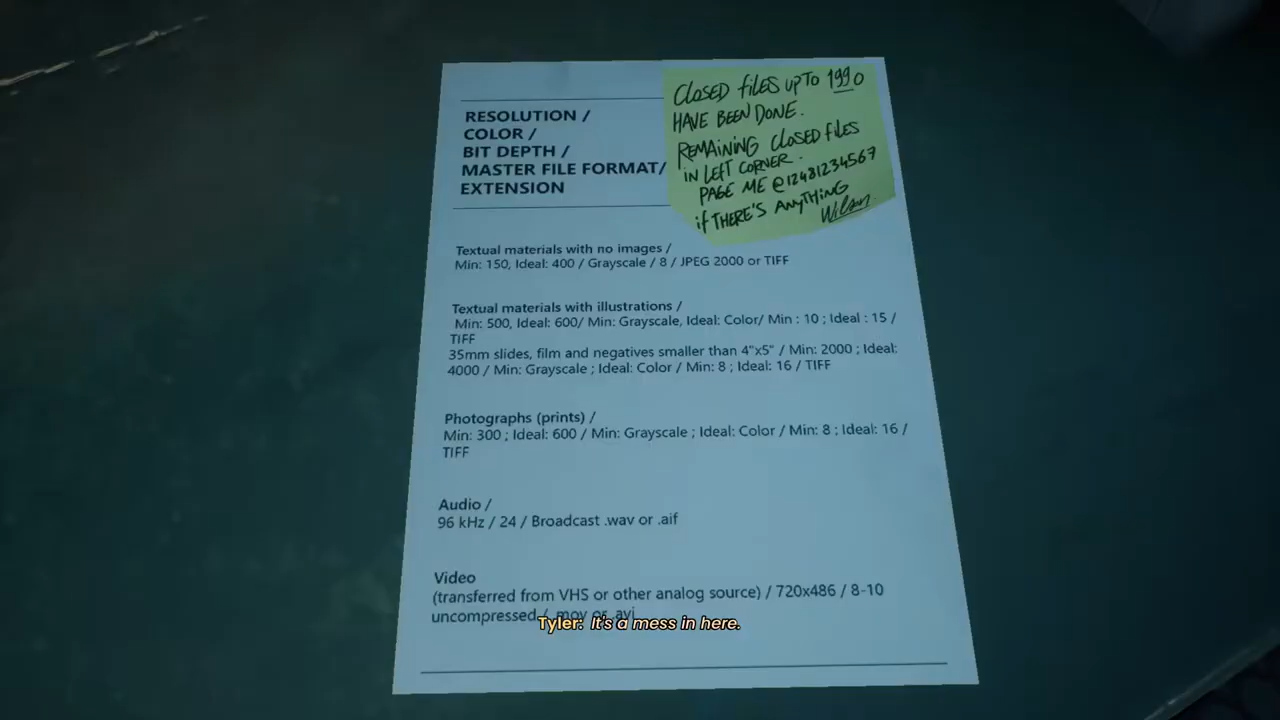 RESOLUTION /
COLOR /
BIT DEPTH /
MASTER FILE FORMAT/
EXTENSION
CLOSED FILES UP TO 1990
HAVE BEEN DONE.
REMAINING CLOSED FILES
IN LEFT CORNER.
PAGE ME @12481234567
if THERE'S ANYTHING
Wilson
Textual materials with no images /
Min: 150, Ideal: 400 / Grayscale / 8 / JPEG 2000 or TIFF
Textual materials with illustrations /
Min: 500, Ideal: 600/ Min: Grayscale, Ideal: Color/ Min : 10 ; Ideal : 15 /
TIFF
35mm slides, film and negatives smaller than 4"x5" / Min: 2000 ; Ideal:
4000 / Min: Grayscale ; Ideal: Color / Min: 8 ; Ideal: 16 / TIFF
Photographs (prints) /
Min: 300 ; Ideal: 600 / Min: Grayscale ; Ideal: Color / Min: 8 ; Ideal: 16 /
TIFF
Audio /
96 kHz / 24 / Broadcast .wav or .aif
Video
(transferred from VHS or other analog source) / 720x486 / 8-10
uncompressed / .mov or .avi
Tyler: It's a mess in here.